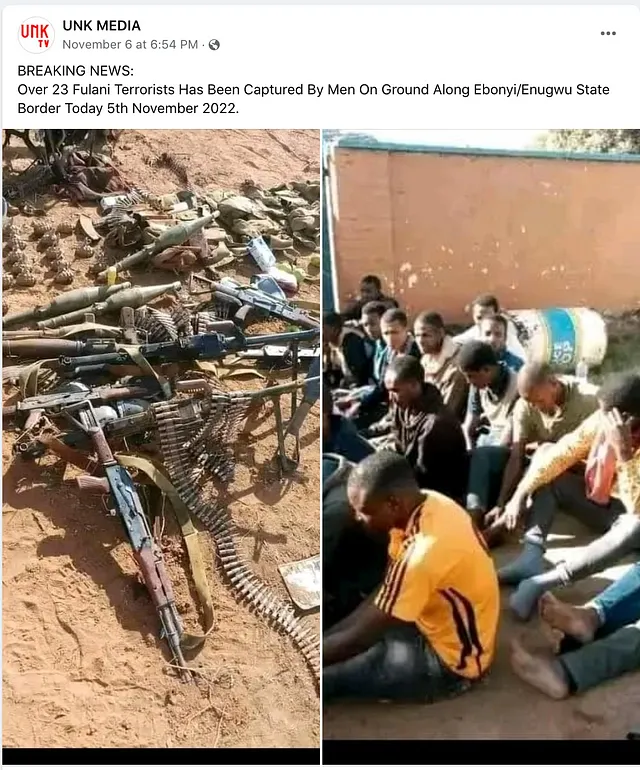 UNK MEDIA
UNK
TV
November 6 at 6:54 PM ·
BREAKING NEWS:
Over 23 Fulani Terrorists Has Been Captured By Men On Ground Along Ebonyi/Enugwu State
Border Today 5th November 2022.